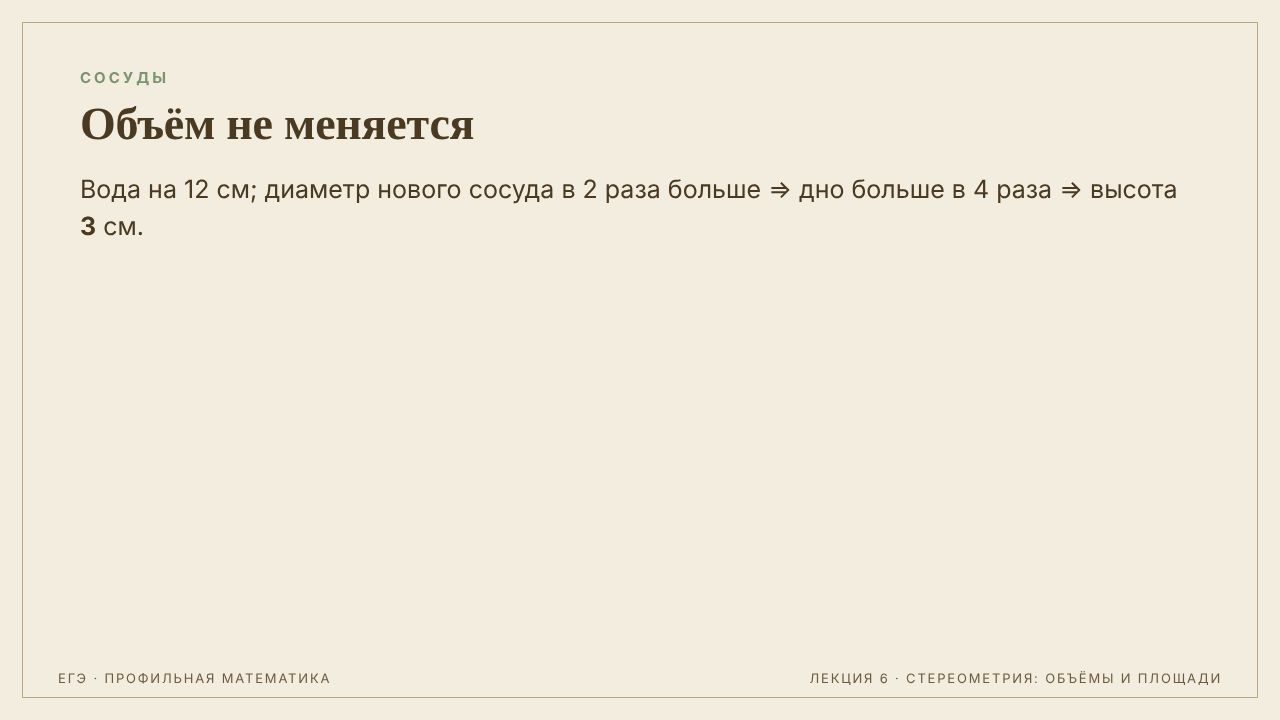 СОСУДЫ
Объём не меняется
Вода на 12 см; диаметр нового сосуда в 2 раза больше ⇒ дно больше в 4 раза ⇒ высота
3 см.
ЕГЭ · ПРОФИЛЬНАЯ МАТЕМАТИКА
ЛЕКЦИЯ 6 · СТЕРЕОМЕТРИЯ: ОБЪЁМЫ И ПЛОЩАДИ